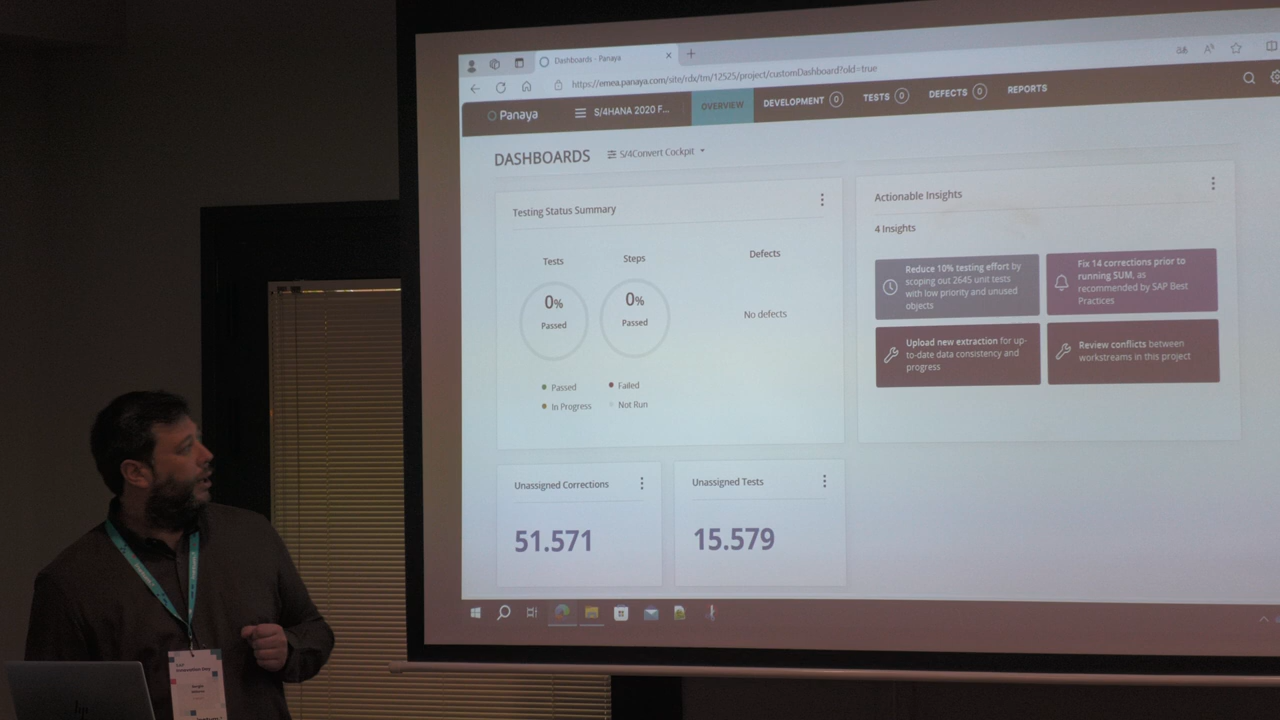 Dashboards - Panaya
https://emea.panaya.com/site/rdx/tm/12525/project/customDashboard?old=true
Panaya
S/4HANA 2020 F...
OVERVIEW
DEVELOPMENT 0
TESTS 0
DEFECTS 0
REPORTS
DASHBOARDS
S/4Convert Cockpit
Testing Status Summary
Tests
Steps
Defects
0%
Passed
0%
Passed
No defects
Passed
Failed
In Progress
Not Run
Actionable Insights
4 Insights
Reduce 10% testing effort by
scoping out 2645 unit tests
with low priority and unused
objects
Fix 14 corrections prior to
running SUM, as
recommended by SAP Best
Practices
Upload new extraction for up-
to-date data consistency and
progress
Review conflicts between
workstreams in this project
Unassigned Corrections
51.571
Unassigned Tests
15.579
Innovation Day
hp